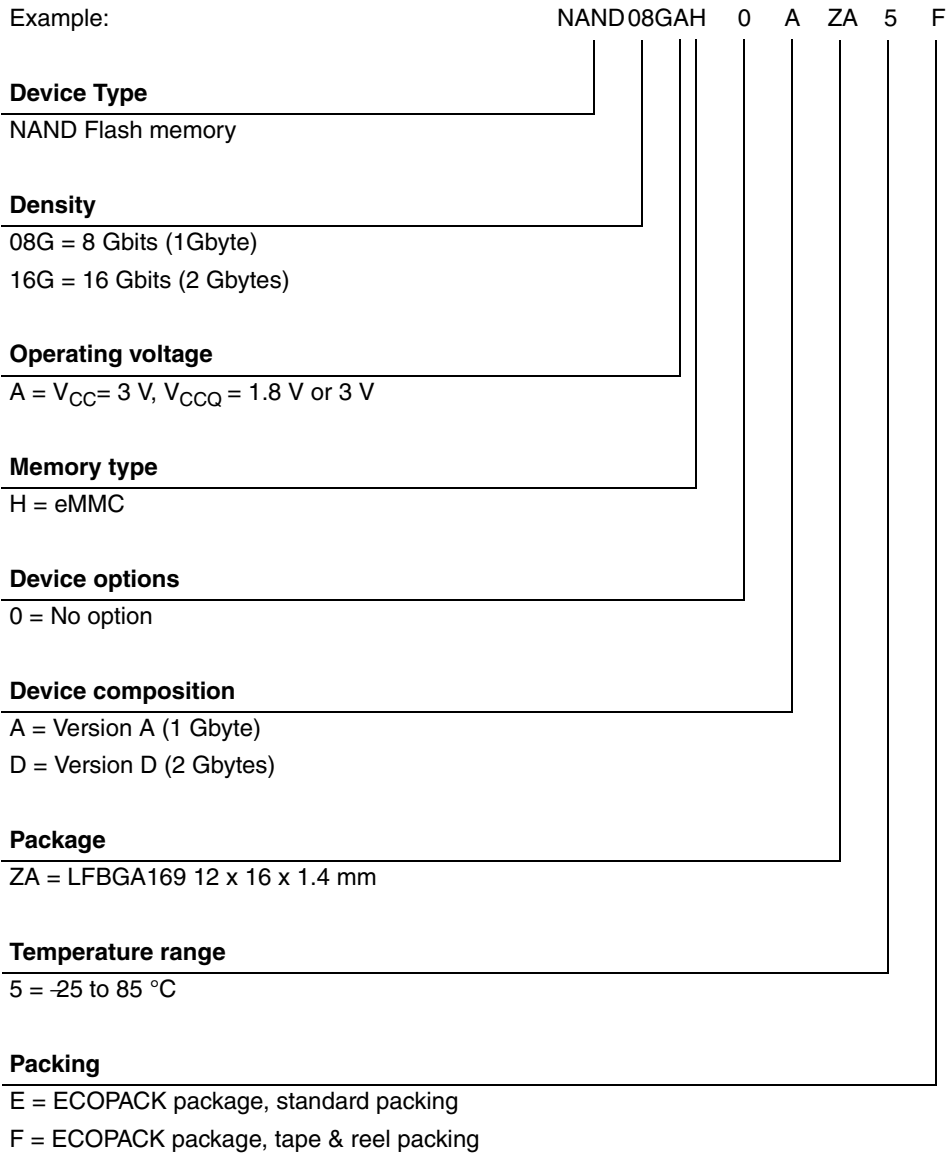 Example: NAND08GAH 0 A ZA 5 F
Device Type
NAND Flash memory
Density
08G = 8 Gbits (1Gbyte)
16G = 16 Gbits (2 Gbytes)
Operating voltage
A = VCC= 3 V, VCCQ = 1.8 V or 3 V
Memory type
H = eMMC
Device options
0 = No option
Device composition
A = Version A (1 Gbyte)
D = Version D (2 Gbytes)
Package
ZA = LFBGA169 12 x 16 x 1.4 mm
Temperature range
5 = –25 to 85 °C
Packing
E = ECOPACK package, standard packing
F = ECOPACK package, tape & reel packing